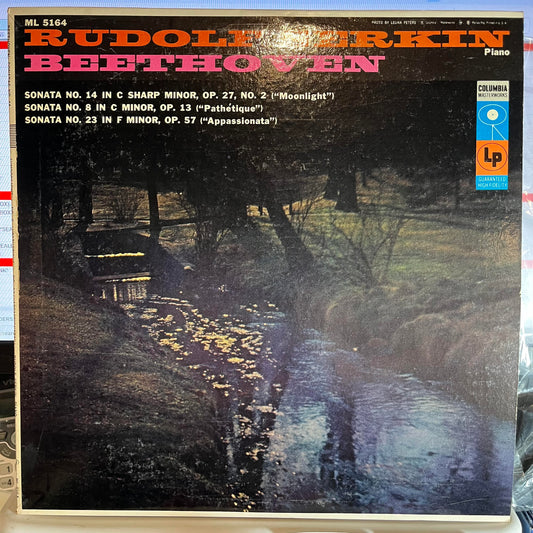 ML 5164
PHOTO BY LEHAR PETERS
RUDOLF SERKIN
Piano
BEETHOVEN
SONATA NO. 14 IN C SHARP MINOR, OP. 27, NO. 2 ("Moonlight")
SONATA NO. 8 IN C MINOR, OP. 13 ("Pathétique")
SONATA NO. 23 IN F MINOR, OP. 57 ("Appassionata")
COLUMBIA
MASTERWORKS
LP
GUARANTEED
HIGH FIDELITY